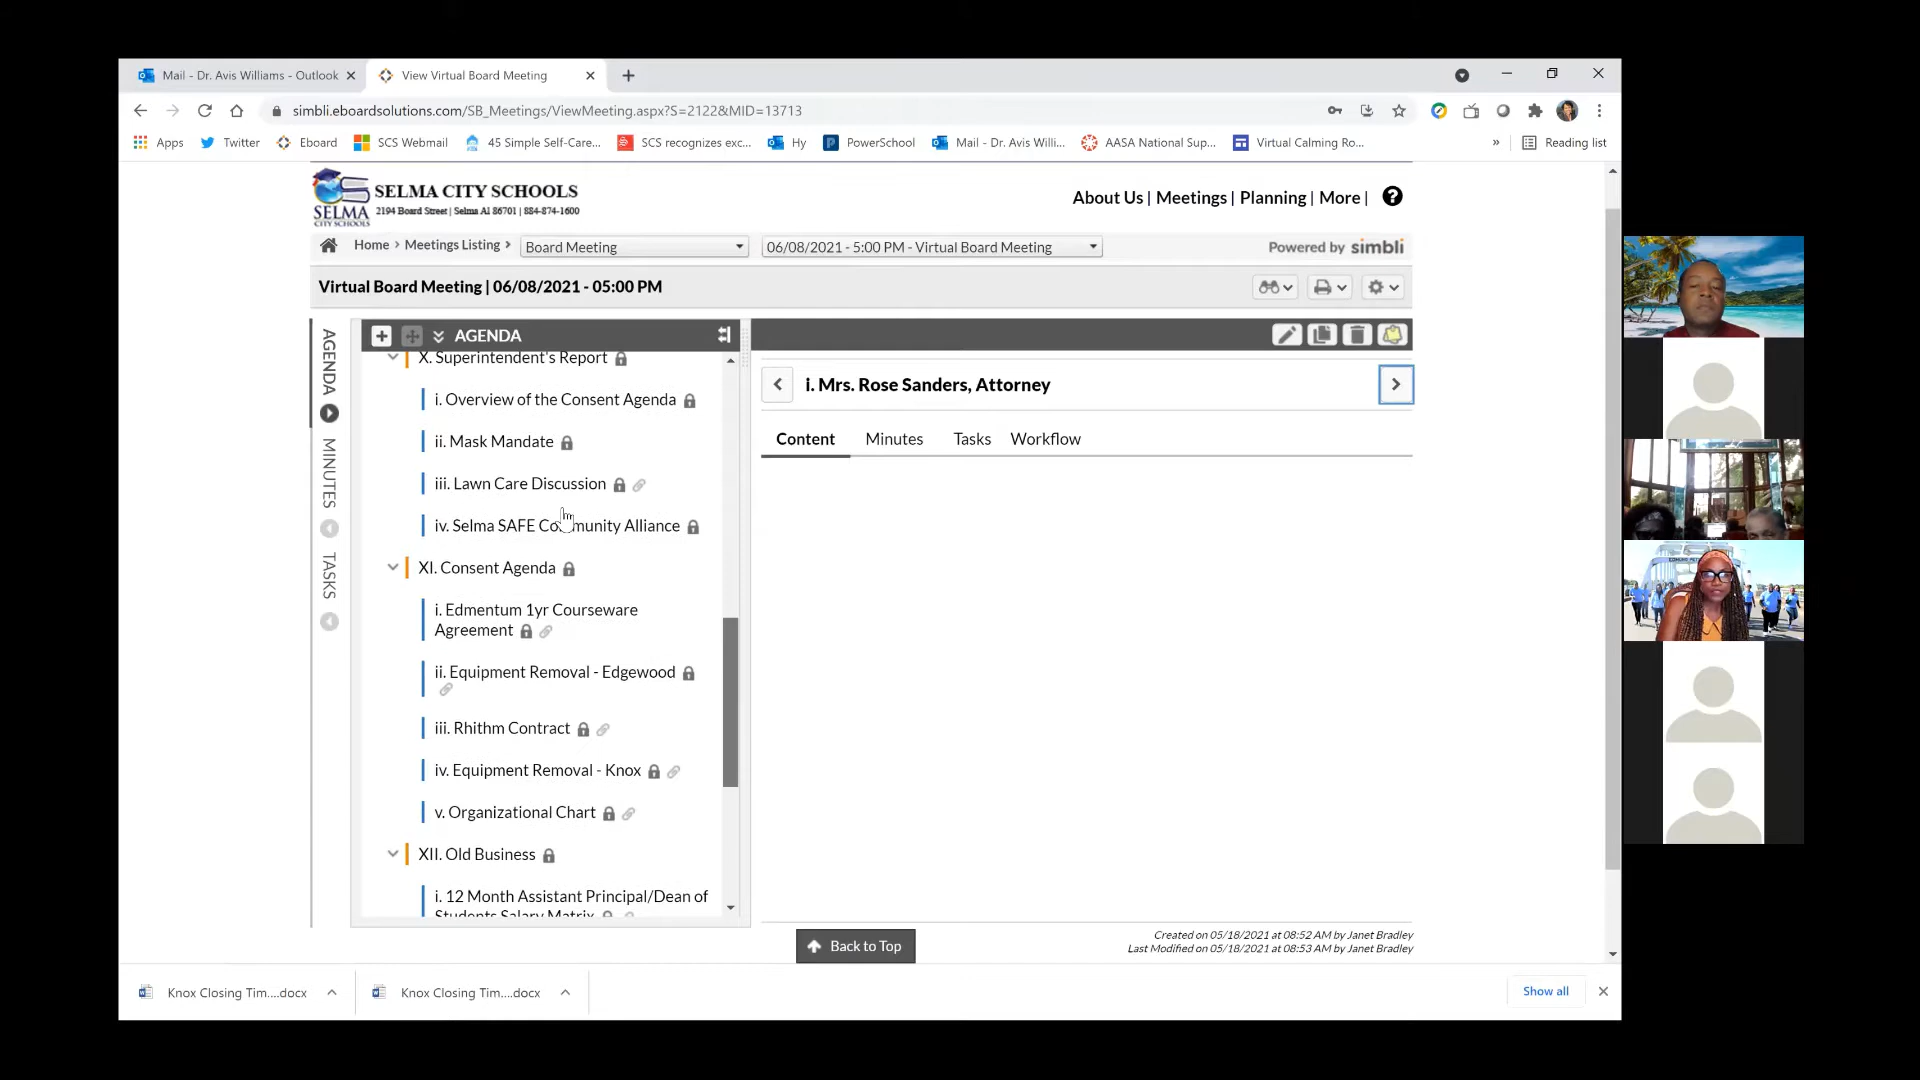 Mail - Dr. Avis Williams - Outlook
View Virtual Board Meeting
simbli.eboardsolutions.com/SB_Meetings/ViewMeeting.aspx?S=2122&MID=13713
Apps
Twitter
Eboard
SCS Webmail
45 Simple Self-Care...
SCS recognizes exc...
Hy
PowerSchool
Mail - Dr. Avis Willi...
AASA National Sup...
Virtual Calming Ro...
»
Reading list
SELMA CITY SCHOOLS
2194 Board Street | Selma Al 86701 | 884-874-1600
SELMA
CITY SCHOOLS
About Us | Meetings | Planning | More |
Home > Meetings Listing >
Board Meeting
06/08/2021 - 5:00 PM - Virtual Board Meeting
Powered by simbli
Virtual Board Meeting | 06/08/2021 - 05:00 PM
AGENDA
MINUTES
TASKS
AGENDA
X. Superintendent's Report
i. Overview of the Consent Agenda
ii. Mask Mandate
iii. Lawn Care Discussion
iv. Selma SAFE Community Alliance
XI. Consent Agenda
i. Edmentum 1yr Courseware
Agreement
ii. Equipment Removal - Edgewood
iii. Rhithm Contract
iv. Equipment Removal - Knox
v. Organizational Chart
XII. Old Business
i. 12 Month Assistant Principal/Dean of
Students Salary Matrix
i. Mrs. Rose Sanders, Attorney
Content
Minutes
Tasks
Workflow
Created on 05/18/2021 at 08:52 AM by Janet Bradley
Last Modified on 05/18/2021 at 08:53 AM by Janet Bradley
Back to Top
Knox Closing Tim....docx
Knox Closing Tim....docx
Show all